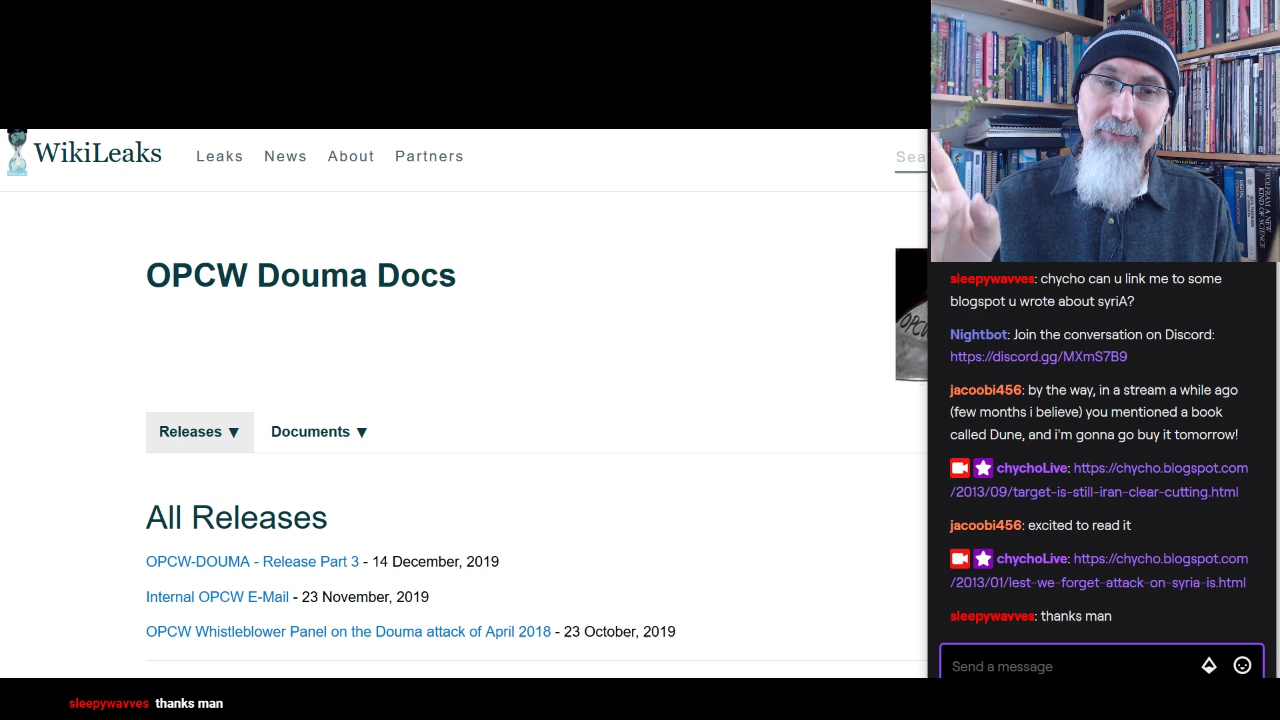 WikiLeaks
Leaks News About Partners
Sea
OPCW Douma Docs
OPCW
Releases ▼ Documents ▼
All Releases
OPCW-DOUMA - Release Part 3 - 14 December, 2019
Internal OPCW E-Mail - 23 November, 2019
OPCW Whistleblower Panel on the Douma attack of April 2018 - 23 October, 2019
WOLFRAM A NEW
KIND OF SCIENCE
sleepywavves: chycho can u link me to some
blogspot u wrote about syriA?
Nightbot: Join the conversation on Discord:
https://discord.gg/MXmS7B9
jacoobi456: by the way, in a stream a while ago
(few months i believe) you mentioned a book
called Dune, and i'm gonna go buy it tomorrow!
chychoLive: https://chycho.blogspot.com
/2013/09/target-is-still-iran-clear-cutting.html
jacoobi456: excited to read it
chychoLive: https://chycho.blogspot.com
/2013/01/lest-we-forget-attack-on-syria-is.html
sleepywavves: thanks man
Send a message
sleepywavves thanks man